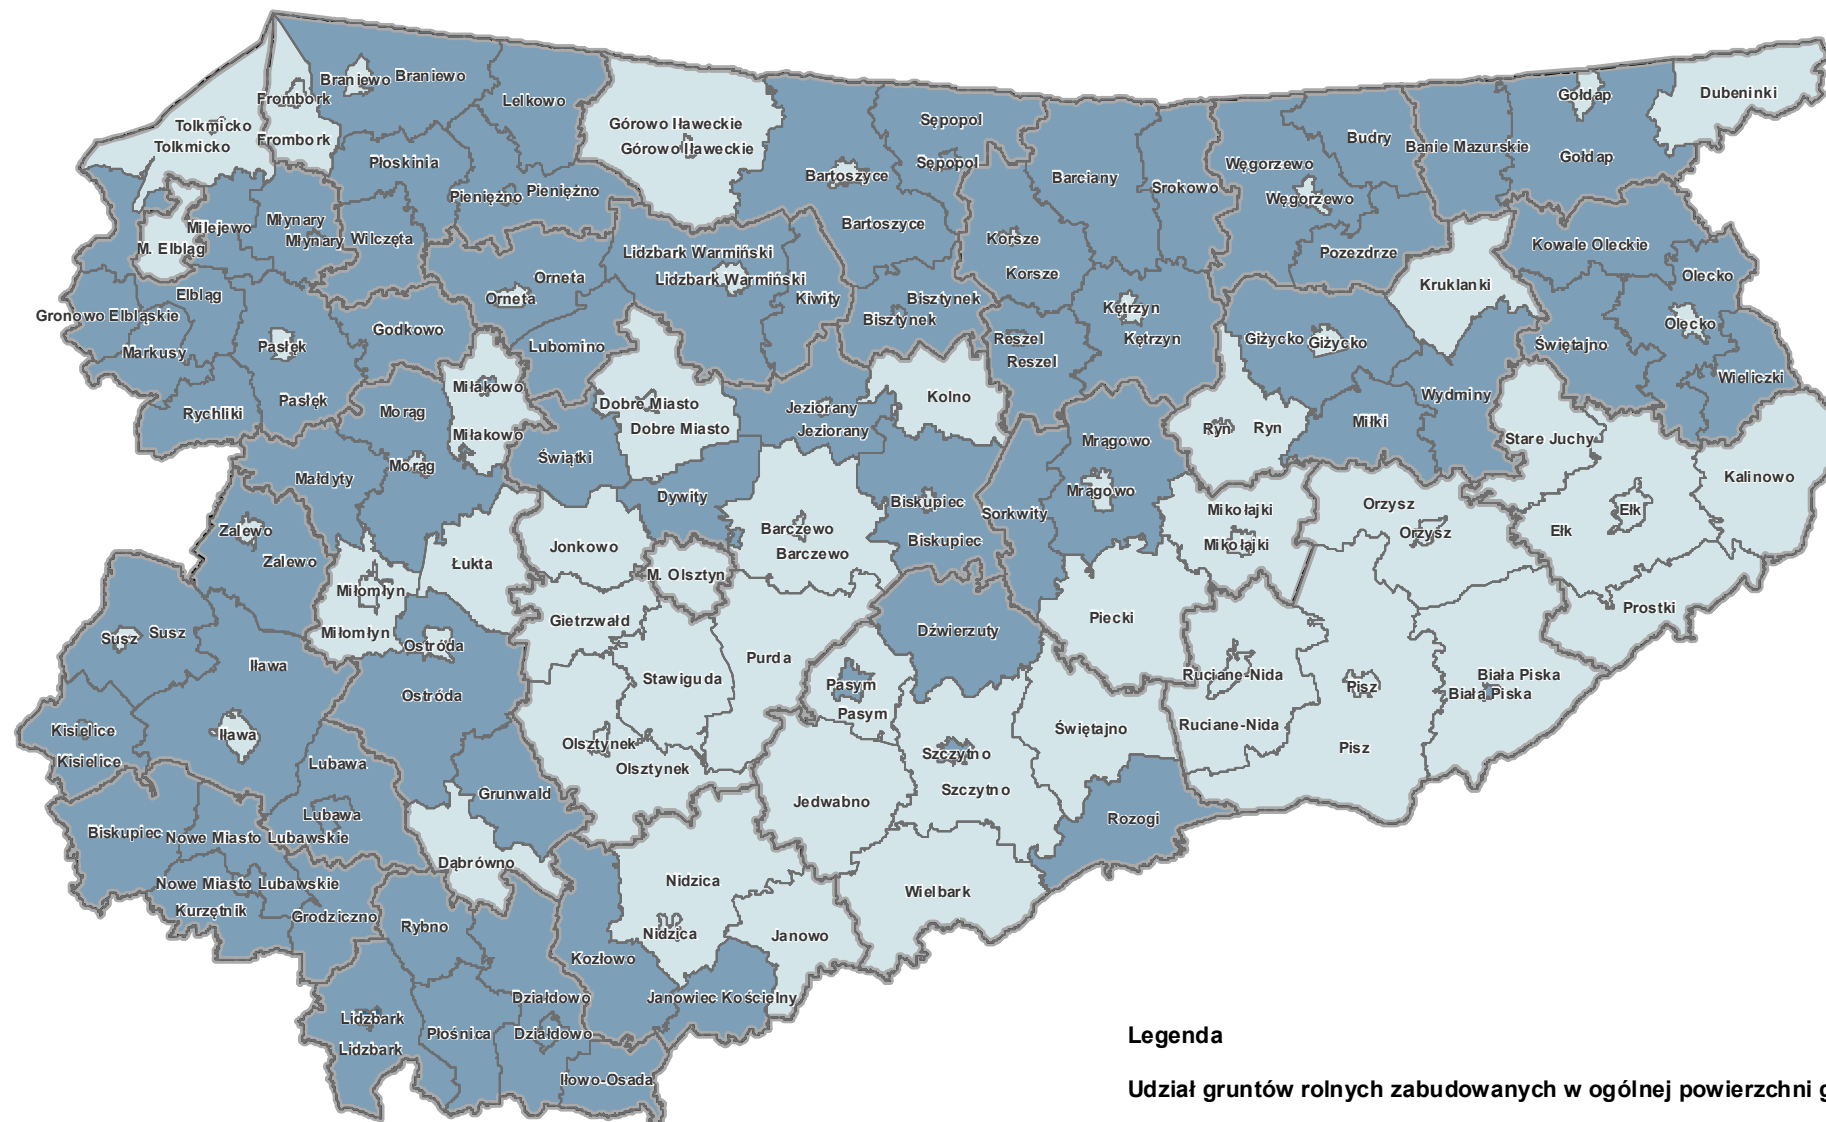 Braniewo
Braniewo
Frombork
Frombork
Lelkowo
Tolkmicko
Tolkmicko
Płoskinia
Pieniężno
Pieniężno
Górowo Iławeckie
Górowo Iławeckie
Sępopol
Sępopol
Bartoszyce
Bartoszyce
Barciany
Srokowo
Węgorzewo
Węgorzewo
Budry
Banie Mazurskie
Gołdap
Gołdap
Dubeninki
M. Elbląg
Milejewo
Młynary
Młynary
Wilczęta
Orneta
Orneta
Lidzbark Warmiński
Lidzbark Warmiński
Kiwity
Bisztynek
Bisztynek
Korsze
Korsze
Pozezdrze
Kruklanki
Kowale Oleckie
Olecko
Olecko
Elbląg
Gronowo Elbląskie
Markusy
Pasłęk
Pasłęk
Godkowo
Lubomino
Reszel
Reszel
Kętrzyn
Kętrzyn
Giżycko
Giżycko
Świętajno
Wieliczki
Rychliki
Morąg
Morąg
Miłakowo
Miłakowo
Dobre Miasto
Dobre Miasto
Jeziorany
Jeziorany
Kolno
Mrągowo
Mrągowo
Ryn
Ryn
Miłki
Wydminy
Stare Juchy
Kalinowo
Małdyty
Świątki
Dywity
Barczewo
Barczewo
Biskupiec
Biskupiec
Sorkwity
Mikołajki
Mikołajki
Orzysz
Orzysz
Ełk
Ełk
Zalewo
Zalewo
Łukta
Jonkowo
M. Olsztyn
Miłomłyn
Miłomłyn
Gietrzwałd
Purda
Dźwierzuty
Piecki
Prostki
Susz
Susz
Iława
Iława
Ostróda
Ostróda
Stawiguda
Pasym
Pasym
Ruciane-Nida
Ruciane-Nida
Pisz
Pisz
Biała Piska
Biała Piska
Kisielice
Kisielice
Lubawa
Lubawa
Olsztynek
Olsztynek
Szczytno
Szczytno
Świętajno
Grunwald
Jedwabno
Rozogi
Biskupiec
Nowe Miasto Lubawskie
Nowe Miasto Lubawskie
Dąbrówno
Kurzętnik
Grodziczno
Rybno
Nidzica
Nidzica
Wielbark
Janowo
Kozłowo
Janowiec Kościelny
Działdowo
Działdowo
Lidzbark
Lidzbark
Płośnica
Iłowo-Osada
Legenda
Udział gruntów rolnych zabudowanych w ogólnej powierzchni g